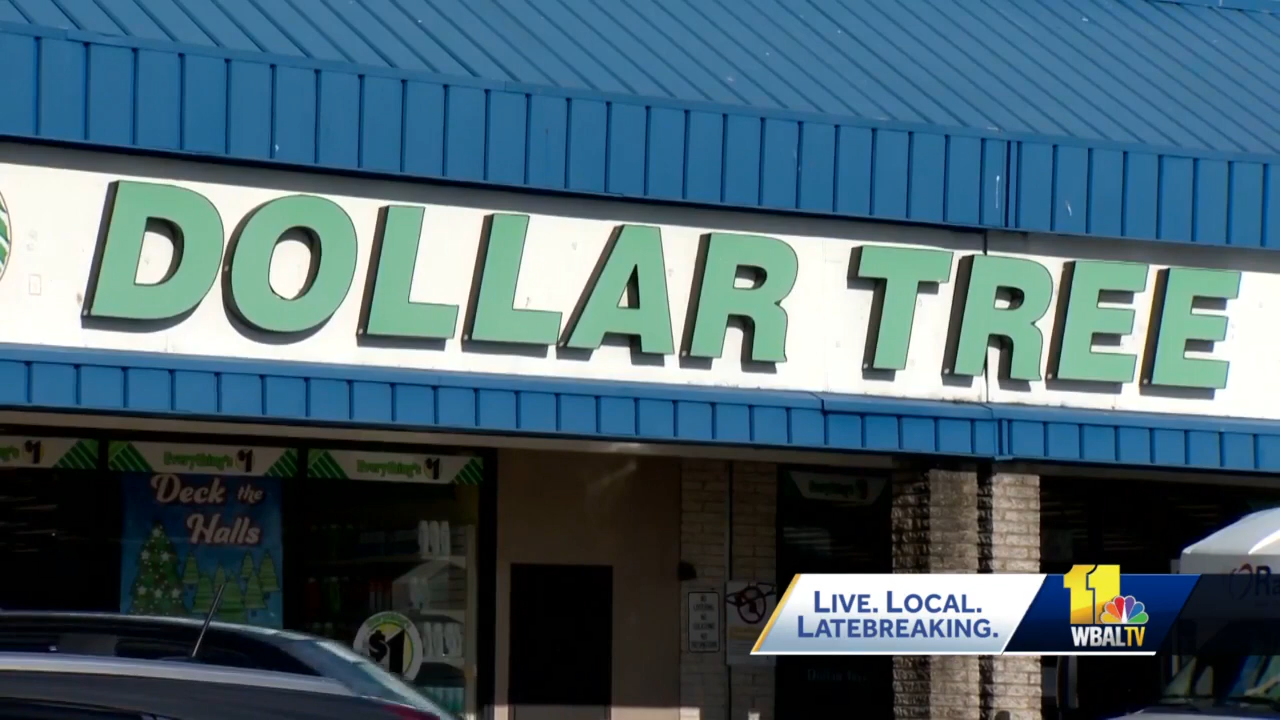 DOLLAR TREE
Everything's $1
Everything's $1
Deck the
Halls
$1
LIVE. LOCAL.
LATEBREAKING.
11
WBALTV